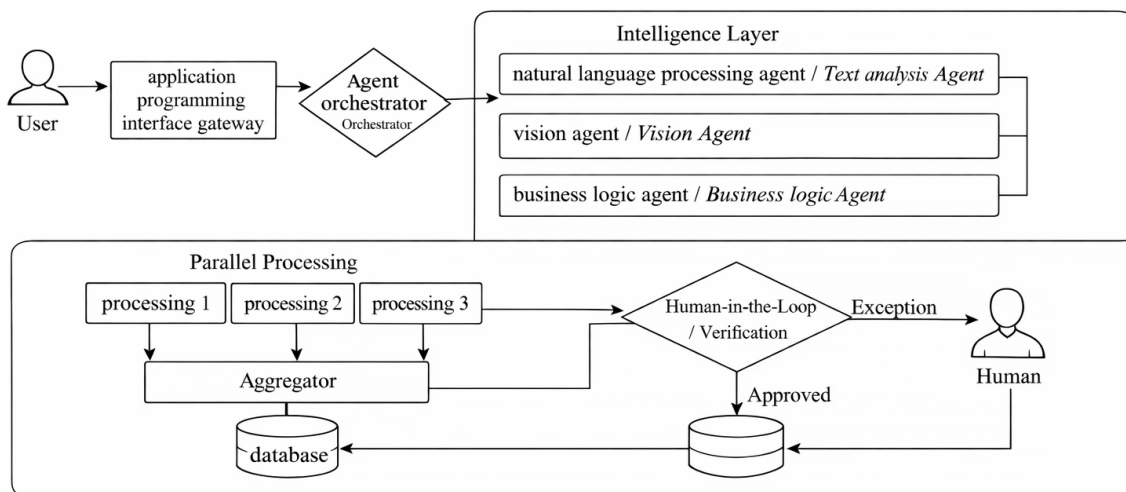 Intelligence Layer
User
application
programming
interface gateway
Agent
orchestrator
Orchestrator
natural language processing agent / Text analysis Agent
vision agent / Vision Agent
business logic agent / Business logic Agent
Parallel Processing
processing 1
processing 2
processing 3
Aggregator
database
Human-in-the-Loop
/ Verification
Exception
Human
Approved